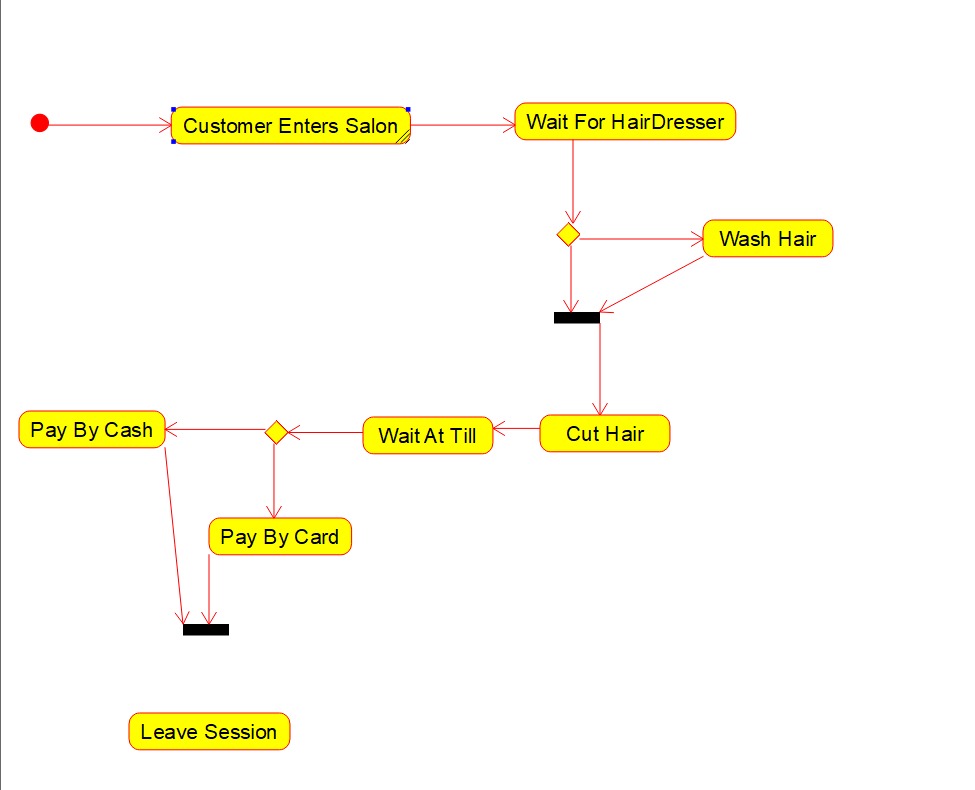 Customer Enters Salon
Wait For HairDresser
Wash Hair
Pay By Cash
Wait At Till
Cut Hair
Pay By Card
Leave Session